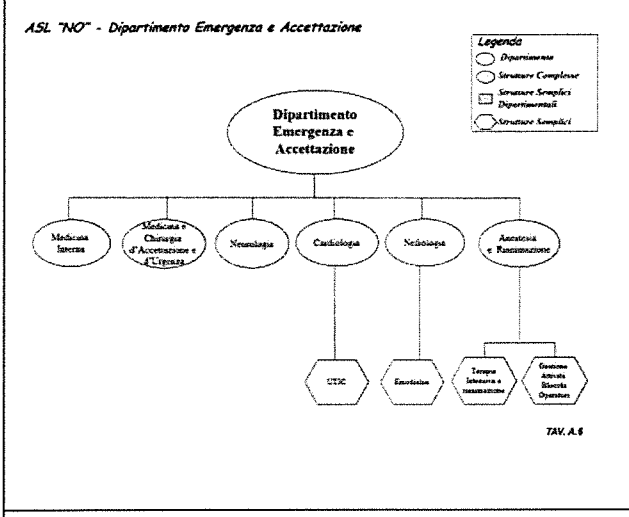 ASL "NO" - Dipartimento Emergenza e Accettazione
Legenda
Dipartimento
Strutture Complesse
Strutture Semplici
Dipartimentali
Strutture Semplici
Dipartimento
Emergenza e
Accettazione
Medicina
Interna
Medicina e
Chirurgia
d'Accettazione e
d'Urgenza
Neurologia
Cardiologia
Nefrologia
Anestesia
e Rianimazione
UTIC
Emodialisi
Terapia
Intensiva e
rianimazione
Gestione
Attività
Blocchi
Operatori
TAV. A.6